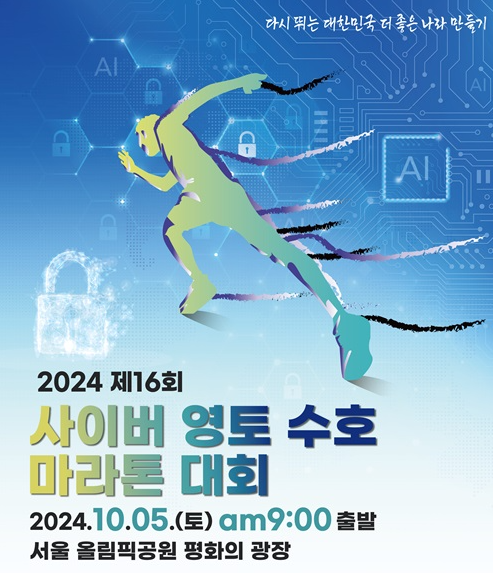 다시 뛰는 대한민국 더 좋은 나라 만들기
AI
AI
2024 제16회
사이버 영토 수호
마라톤 대회
2024.10.05.(토) am9:00 출발
서울 올림픽공원 평화의 광장